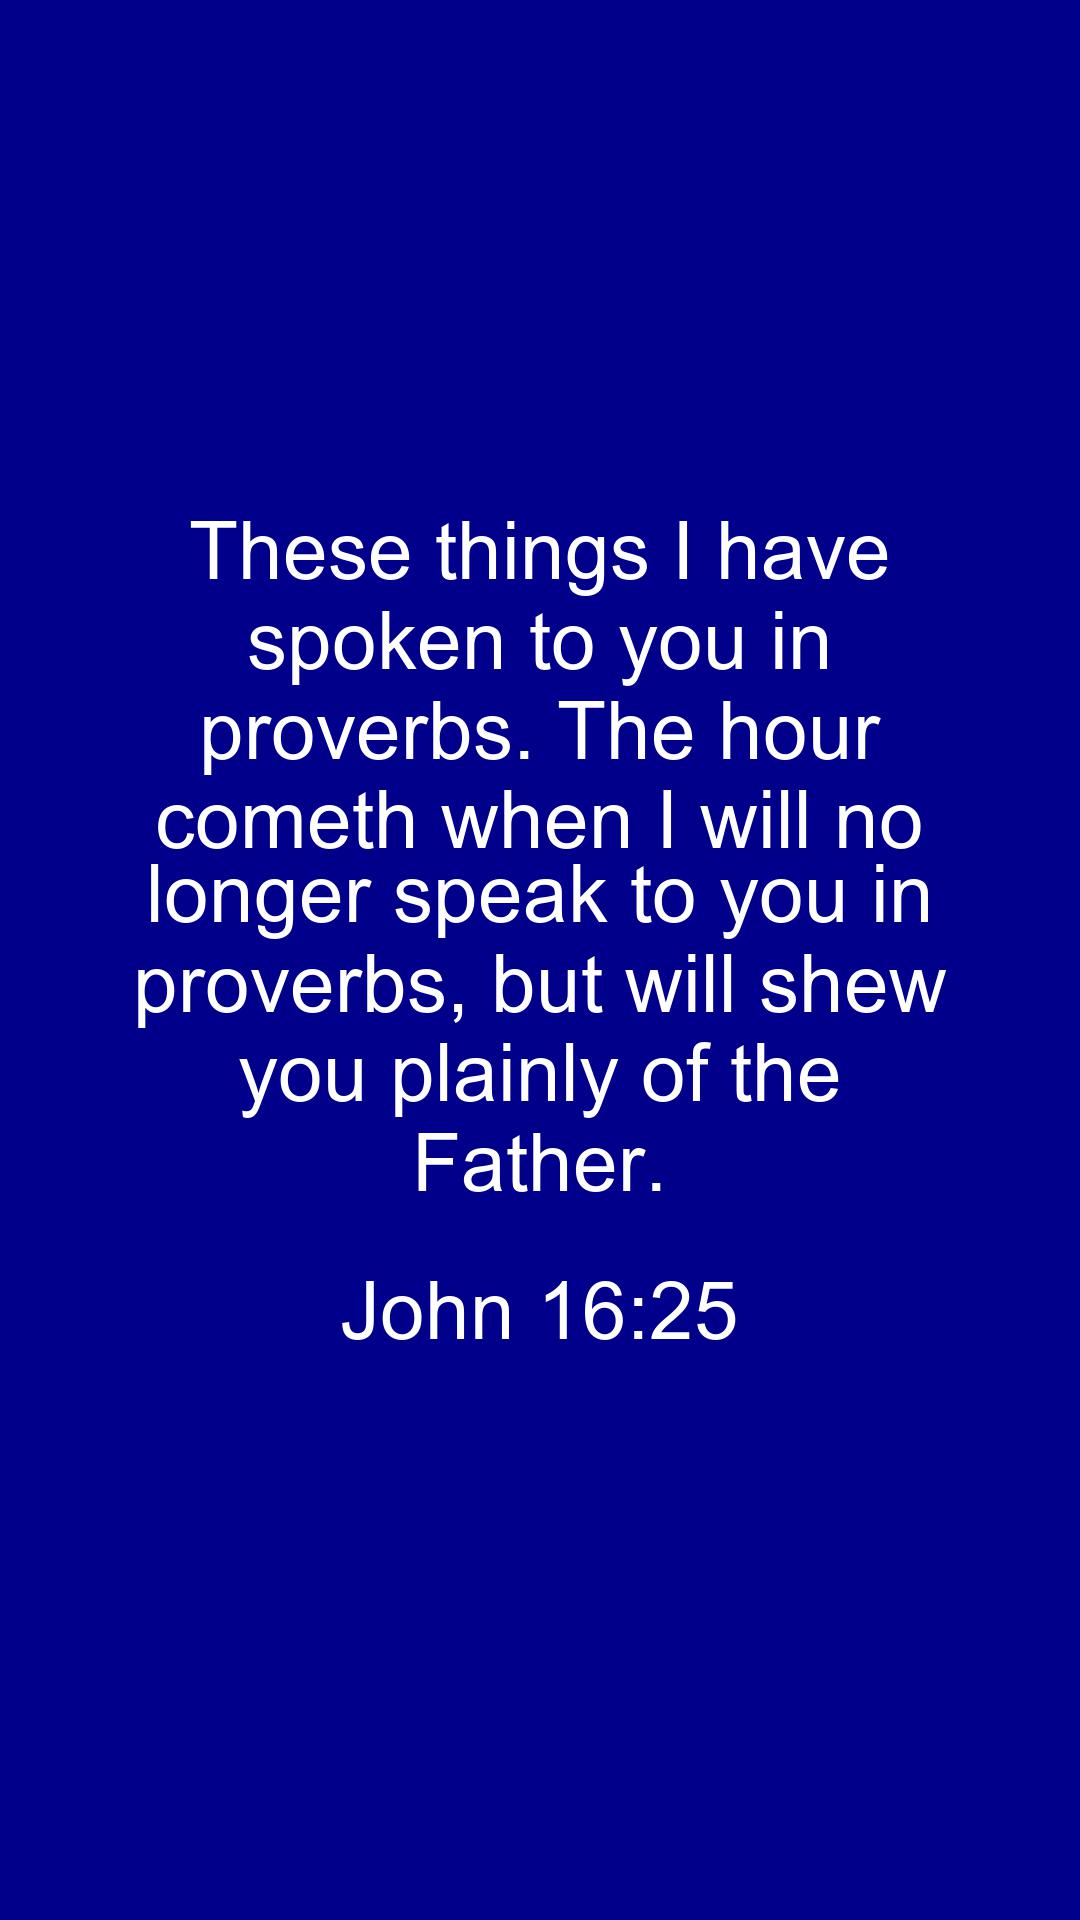 These things I have
spoken to you in
proverbs. The hour
cometh when I will no
longer speak to you in
proverbs, but will shew
you plainly of the
Father.
John 16:25